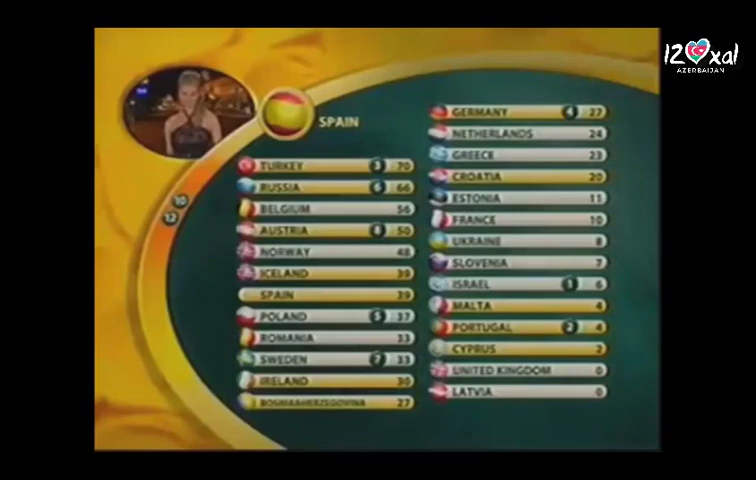 12 xal
AZERBAIJAN
SPAIN
10
12
TURKEY 3 70
RUSSIA 6 66
BELGIUM 56
AUSTRIA 8 50
NORWAY 48
ICELAND 39
SPAIN 39
POLAND 5 37
ROMANIA 33
SWEDEN 7 33
IRELAND 30
BOSNIA&HERZEGOVINA 27
GERMANY 4 27
NETHERLANDS 24
GREECE 23
CROATIA 20
ESTONIA 11
FRANCE 10
UKRAINE 8
SLOVENIA 7
ISRAEL 1 6
MALTA 4
PORTUGAL 2 4
CYPRUS 2
UNITED KINGDOM 0
LATVIA 0